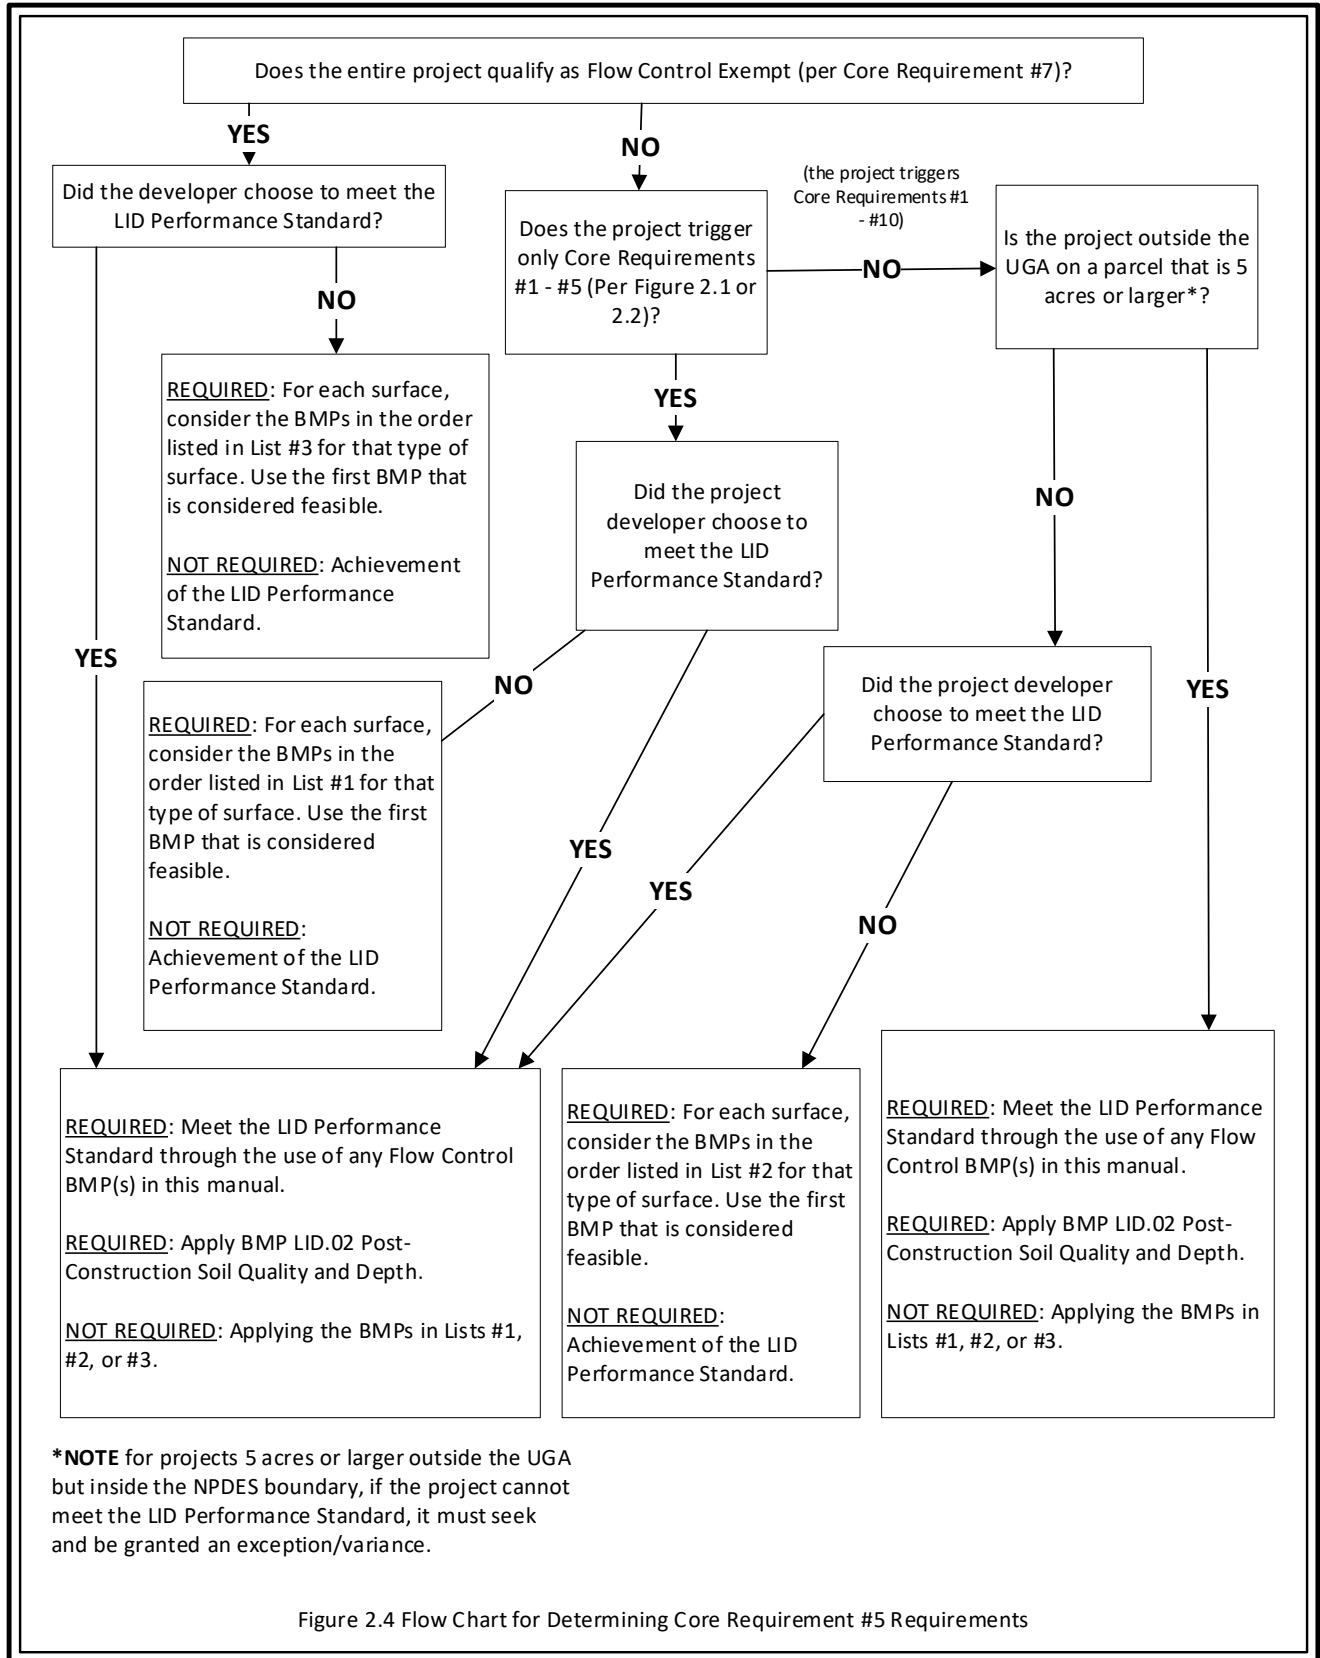 Does the entire project qualify as Flow Control Exempt (per Core Requirement #7)?
YES
NO
Did the developer choose to meet the
LID Performance Standard?
(the project triggers
Core Requirements #1
- #10)
Does the project trigger
only Core Requirements
#1 - #5 (Per Figure 2.1 or
2.2)?
NO
Is the project outside the
UGA on a parcel that is 5
acres or larger*?
NO
REQUIRED: For each surface,
consider the BMPs in the order
listed in List #3 for that type of
surface. Use the first BMP that
is considered feasible.
NOT REQUIRED: Achievement
of the LID Performance
Standard.
YES
Did the project
developer choose to
meet the LID
Performance Standard?
NO
YES
NO
YES
Did the project developer
choose to meet the LID
Performance Standard?
REQUIRED: For each surface,
consider the BMPs in the
order listed in List #1 for that
type of surface. Use the first
BMP that is considered
feasible.
NOT REQUIRED:
Achievement of the LID
Performance Standard.
YES
YES
NO
REQUIRED: Meet the LID Performance
Standard through the use of any Flow Control
BMP(s) in this manual.
REQUIRED: Apply BMP LID.02 Post-
Construction Soil Quality and Depth.
NOT REQUIRED: Applying the BMPs in Lists #1,
#2, or #3.
REQUIRED: For each surface,
consider the BMPs in the
order listed in List #2 for that
type of surface. Use the first
BMP that is considered
feasible.
NOT REQUIRED:
Achievement of the LID
Performance Standard.
REQUIRED: Meet the LID Performance
Standard through the use of any Flow
Control BMP(s) in this manual.
REQUIRED: Apply BMP LID.02 Post-
Construction Soil Quality and Depth.
NOT REQUIRED: Applying the BMPs in
Lists #1, #2, or #3.
*NOTE for projects 5 acres or larger outside the UGA
but inside the NPDES boundary, if the project cannot
meet the LID Performance Standard, it must seek
and be granted an exception/variance.
Figure 2.4 Flow Chart for Determining Core Requirement #5 Requirements